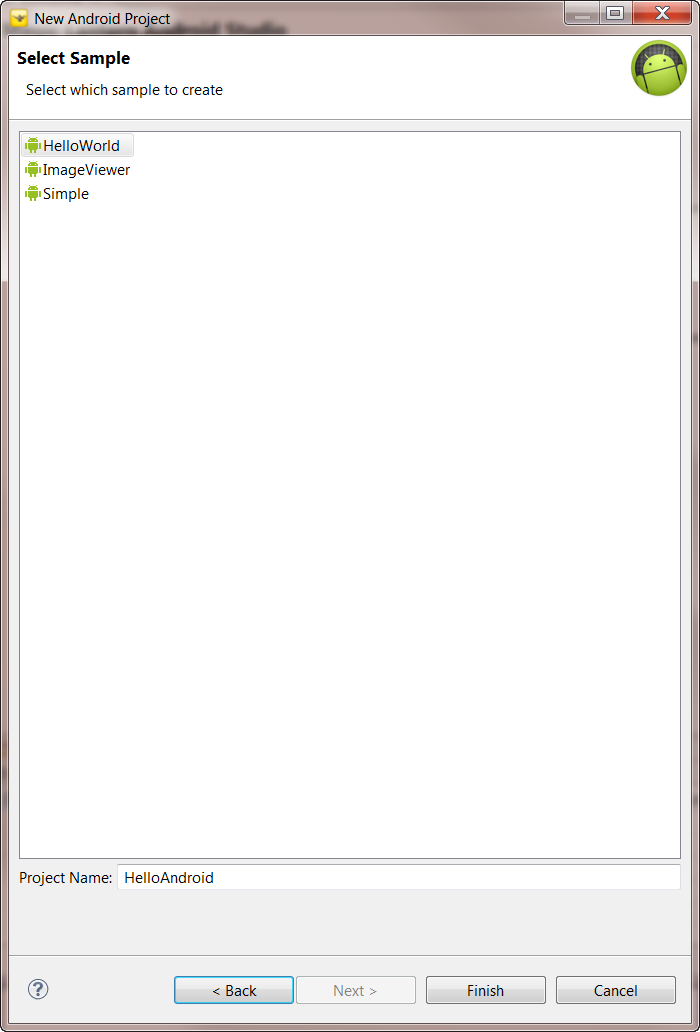 New Android Project
Select Sample
Select which sample to create
HelloWorld
ImageViewer
Simple
Project Name: HelloAndroid
?
< Back Next > Finish Cancel